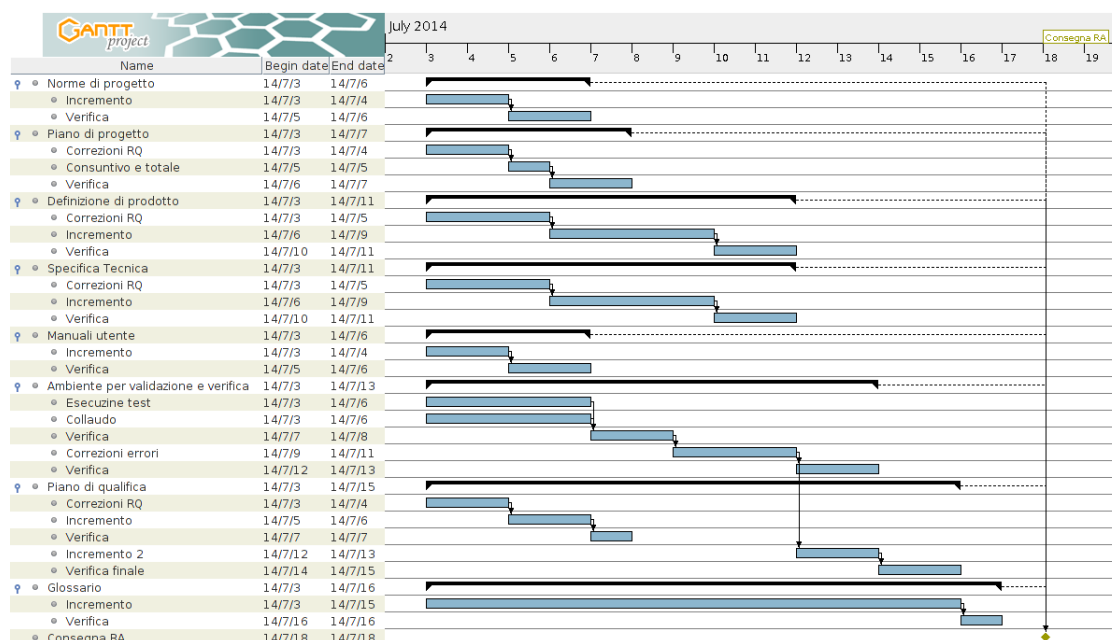 GANTT
project
July 2014
Consegna RA
2 3 4 5 6 7 8 9 10 11 12 13 14 15 16 17 18 19
Name Begin date End date
Norme di progetto 14/7/3 14/7/6
Incremento 14/7/3 14/7/4
Verifica 14/7/5 14/7/6
Piano di progetto 14/7/3 14/7/7
Correzioni RQ 14/7/3 14/7/4
Consuntivo e totale 14/7/5 14/7/5
Verifica 14/7/6 14/7/7
Definizione di prodotto 14/7/3 14/7/11
Correzioni RQ 14/7/3 14/7/5
Incremento 14/7/6 14/7/9
Verifica 14/7/10 14/7/11
Specifica Tecnica 14/7/3 14/7/11
Correzioni RQ 14/7/3 14/7/5
Incremento 14/7/6 14/7/9
Verifica 14/7/10 14/7/11
Manuali utente 14/7/3 14/7/6
Incremento 14/7/3 14/7/4
Verifica 14/7/5 14/7/6
Ambiente per validazione e verifica 14/7/3 14/7/13
Esecuzine test 14/7/3 14/7/6
Collaudo 14/7/3 14/7/6
Verifica 14/7/7 14/7/8
Correzioni errori 14/7/9 14/7/11
Verifica 14/7/12 14/7/13
Piano di qualifica 14/7/3 14/7/15
Correzioni RQ 14/7/3 14/7/4
Incremento 14/7/5 14/7/6
Verifica 14/7/7 14/7/7
Incremento 2 14/7/12 14/7/13
Verifica finale 14/7/14 14/7/15
Glossario 14/7/3 14/7/16
Incremento 14/7/3 14/7/15
Verifica 14/7/16 14/7/16
Consegna RA 14/7/18 14/7/18